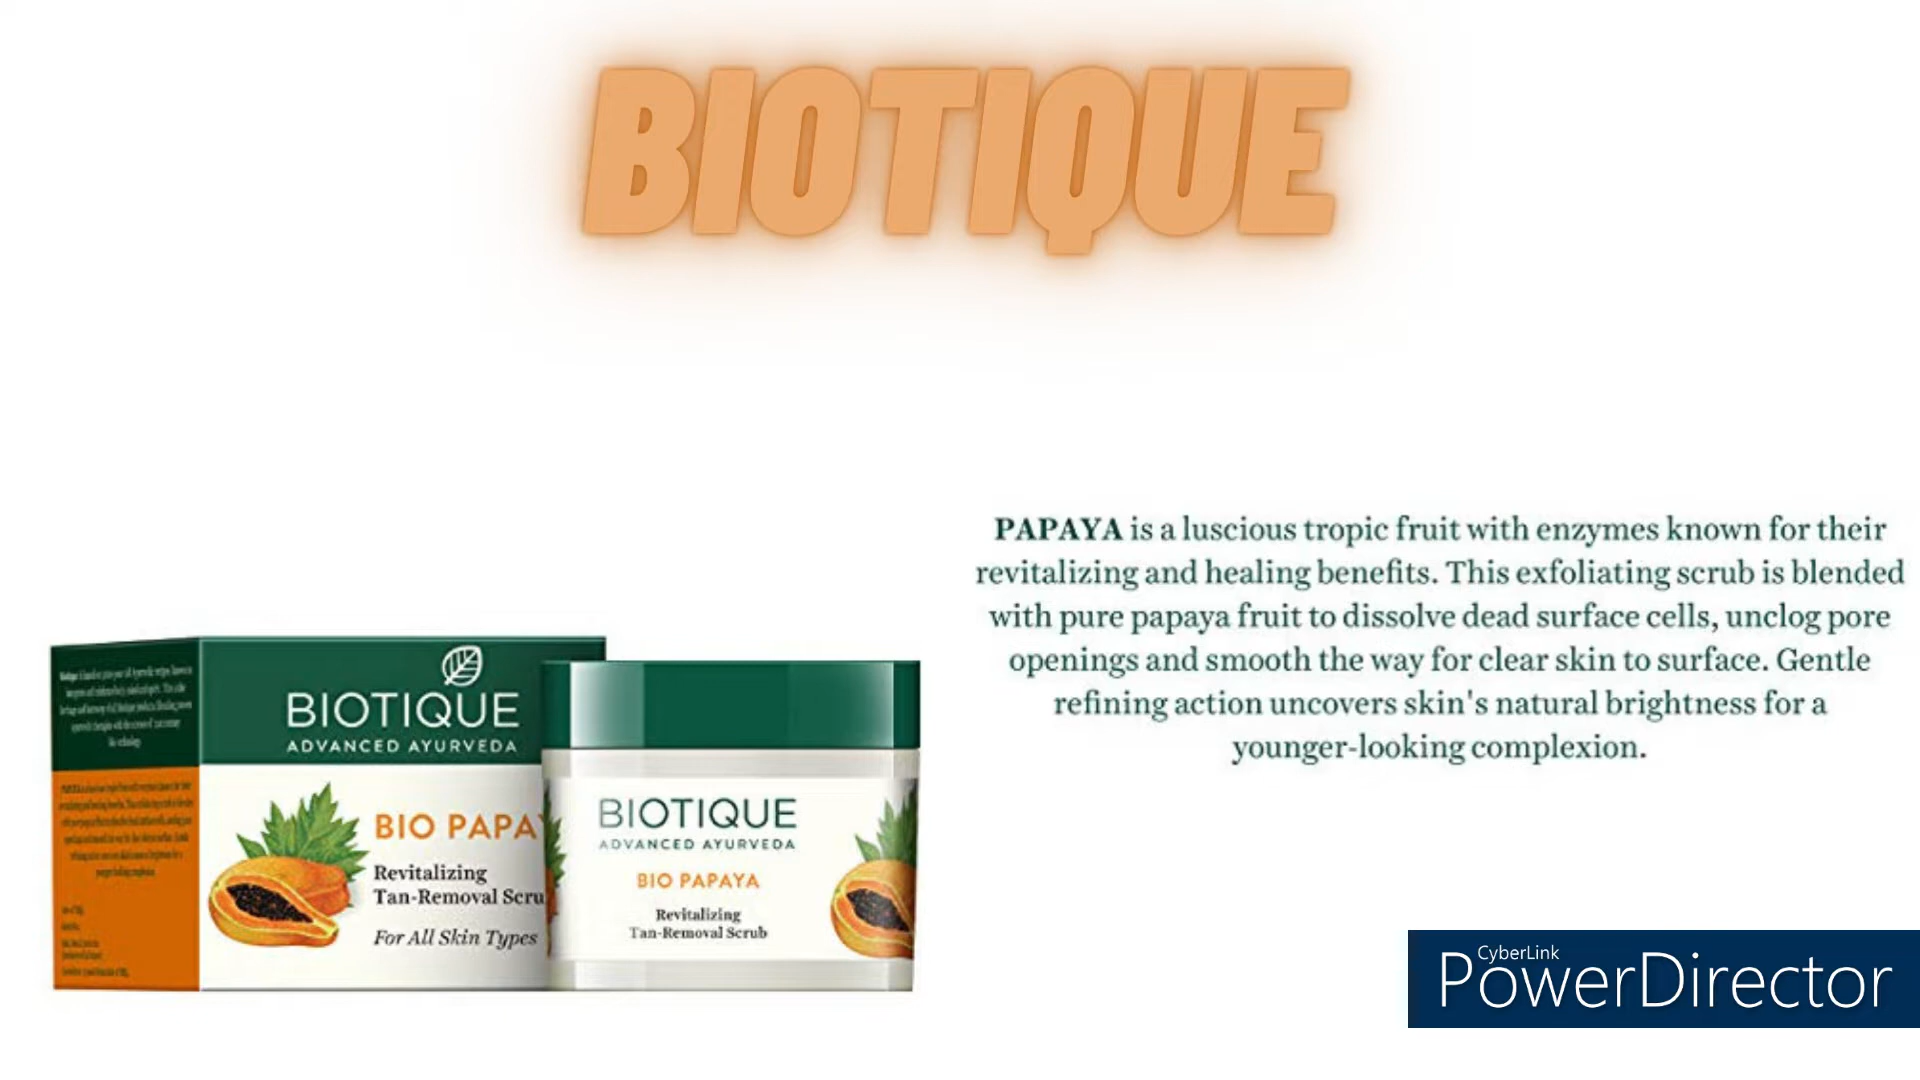 BIOTIQUE
PAPAYA is a luscious tropic fruit with enzymes known for their
revitalizing and healing benefits. This exfoliating scrub is blended
with pure papaya fruit to dissolve dead surface cells, unclog pore
openings and smooth the way for clear skin to surface. Gentle
refining action uncovers skin's natural brightness for a
younger-looking complexion.
BIOTIQUE
ADVANCED AYURVEDA
BIO PAPA
Revitalizing
Tan-Removal Scru
For All Skin Types
BIOTIQUE
ADVANCED AYURVEDA
BIO PAPAYA
Revitalizing
Tan-Removal Scrub
CyberLink
PowerDirector